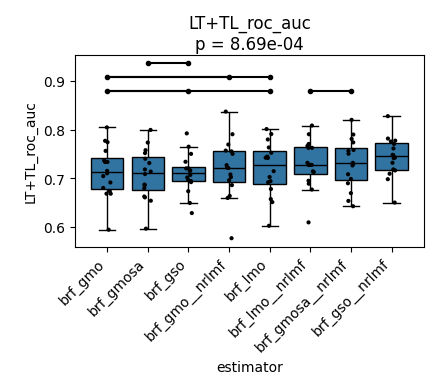 LT+TL_roc_auc
p = 8.69e-04
LT+TL_roc_auc
0.9
0.8
0.7
0.6
brf_gmo
brf_gmosa
brf_gso
brf_gmo__nrlmf
brf_lmo
brf_lmo__nrlmf
brf_gmosa__nrlmf
brf_gso__nrlmf
estimator